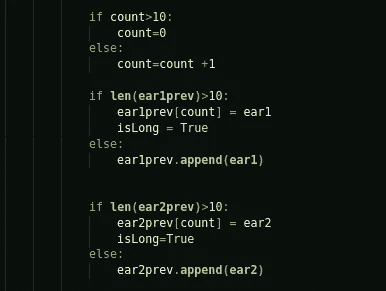 if count>10:
count=0
else:
count=count +1
if len(ear1prev)>10:
ear1prev[count] = ear1
isLong = True
else:
ear1prev.append(ear1)
if len(ear2prev)>10:
ear2prev[count] = ear2
isLong=True
else:
ear2prev.append(ear2)